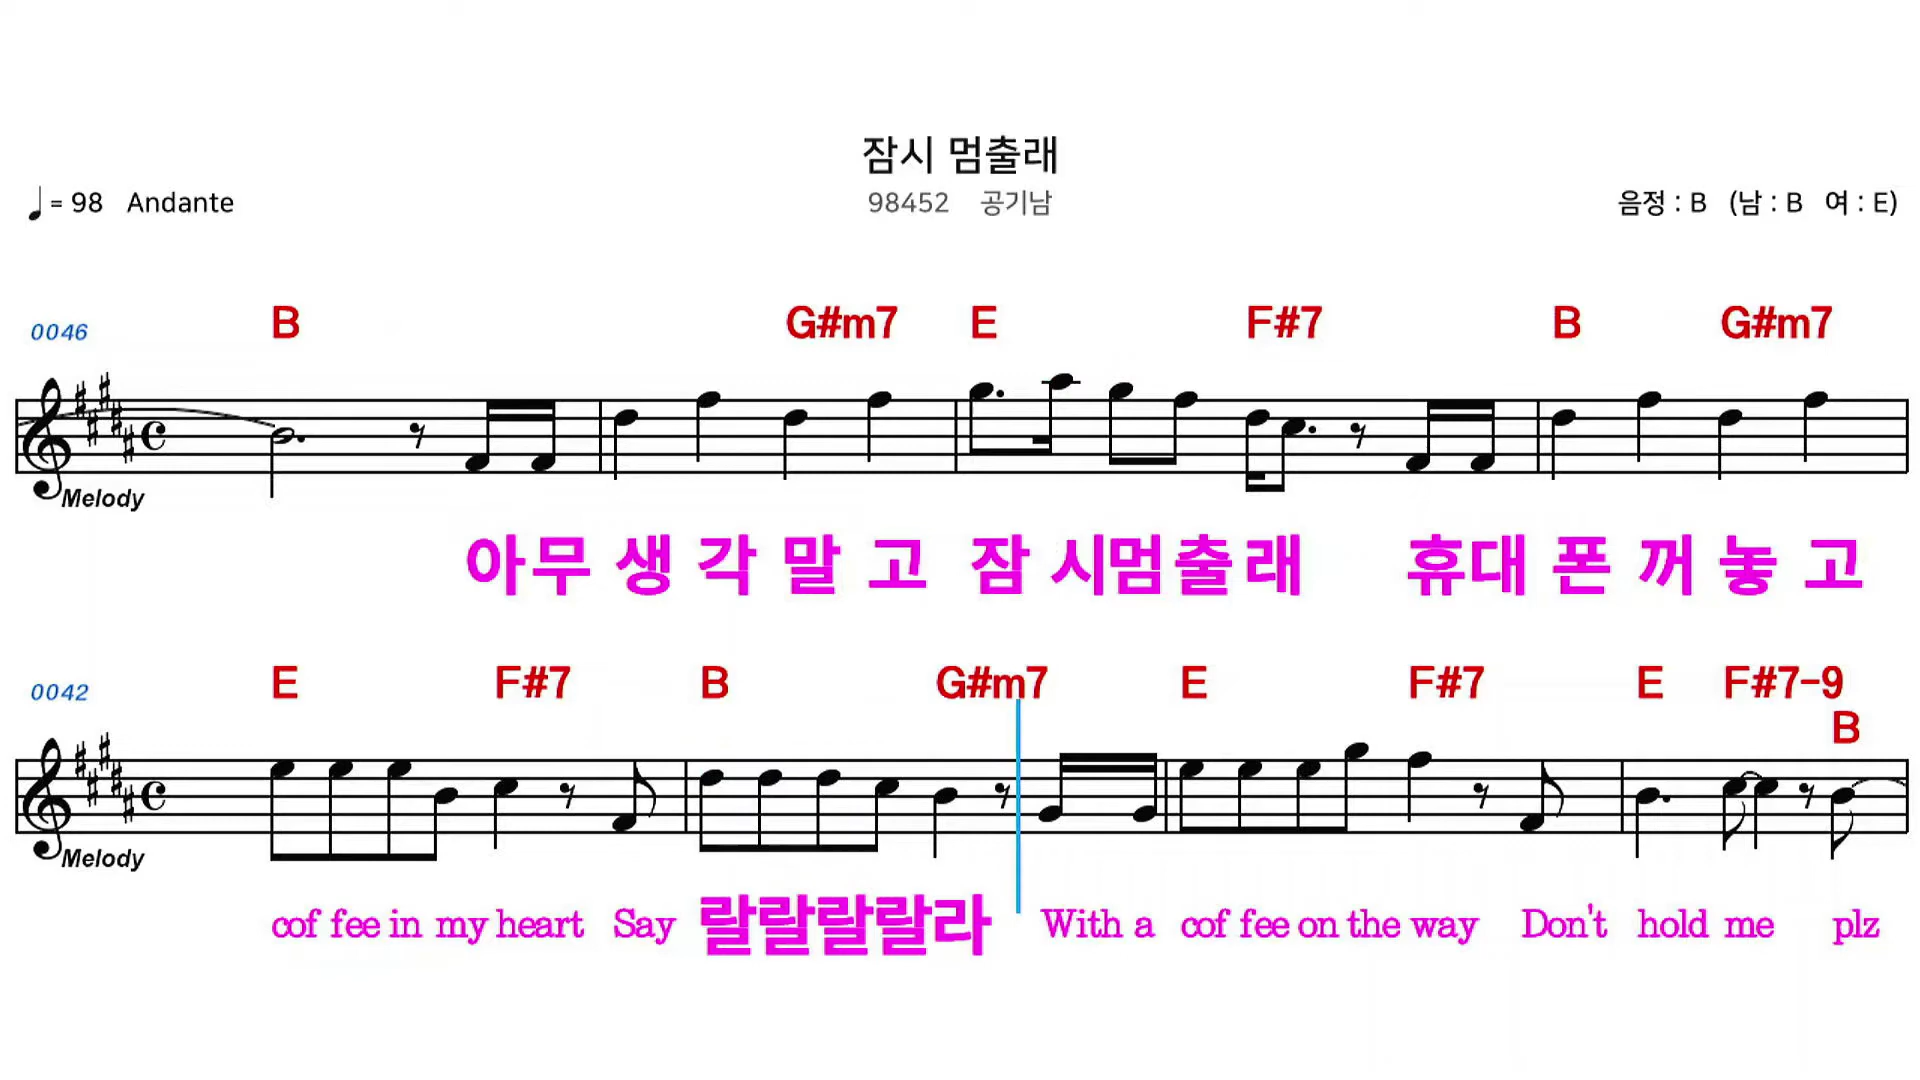 잠시 멈출래
♩= 98 Andante
98452 공기남
음정 : B (남 : B 여 : E)
0046
B G#m7 E F#7 B G#m7
Melody
아무 생 각 말 고 잠 시멈출래 휴대 폰 꺼 놓 고
0042
E F#7 B G#m7 E F#7 E F#7-9
B
Melody
cof fee in my heart Say 랄랄랄랄라 With a cof fee on the way Don't hold me plz